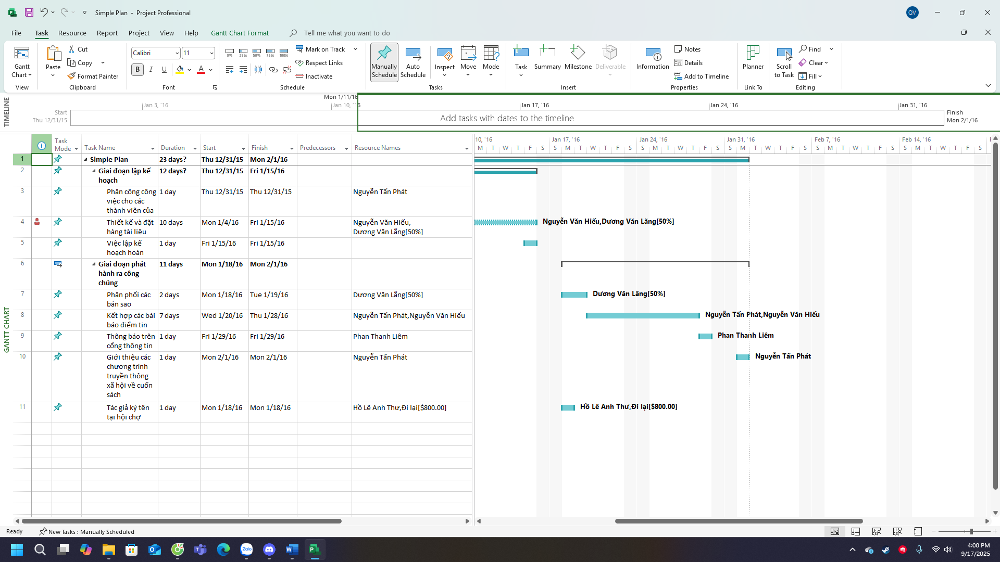 Simple Plan - Project Professional
QV
File Task Resource Report Project View Help Gantt Chart Format Tell me what you want to do
Gantt Chart
View
Paste
Cut
Copy
Format Painter
Clipboard
Calibri 11
B I U A
Font
0% 25% 50% 75% 100%
Mark on Track
Respect Links
Inactivate
Schedule
Manually Schedule
Auto Schedule
Inspect
Move
Mode
Tasks
Task
Summary
Milestone
Deliverable
Insert
Information
Notes
Details
Add to Timeline
Properties
Planner
Link To
Scroll to Task
Find
Clear
Fill
Editing
TIMELINE
Mon 1/11/16
Jan 3, '16 Jan 10, '16 Jan 17, '16 Jan 24, '16 Jan 31, '16
Start
Thu 12/31/15
Add tasks with dates to the timeline
Finish
Mon 2/1/16
GANTT CHART
Task Mode Task Name Duration Start Finish Predecessors Resource Names
10, '16 Jan 17, '16 Jan 24, '16 Jan 31, '16 Feb 7, '16 Feb 14, '16 F
M T W T F S S M T W T F S S M T W T F S S M T W T F S S M T W T F S S M T W T F S
1 Simple Plan 23 days? Thu 12/31/15 Mon 2/1/16
2 Giai đoạn lập kế hoạch 12 days? Thu 12/31/15 Fri 1/15/16
3 Phân công công việc cho các thành viên của 1 day Thu 12/31/15 Thu 12/31/15 Nguyễn Tấn Phát
4 Thiết kế và đặt hàng tài liệu 10 days Mon 1/4/16 Fri 1/15/16 Nguyễn Văn Hiếu, Dương Văn Lãng[50%]
Nguyễn Văn Hiếu,Dương Văn Lãng[50%]
5 Việc lập kế hoạch hoàn 1 day Fri 1/15/16 Fri 1/15/16
6 Giai đoạn phát hành ra công chúng 11 days Mon 1/18/16 Mon 2/1/16
7 Phân phối các bản sao 2 days Mon 1/18/16 Tue 1/19/16 Dương Văn Lãng[50%]
Dương Văn Lãng[50%]
8 Kết hợp các bài báo điểm tin 7 days Wed 1/20/16 Thu 1/28/16 Nguyễn Tấn Phát,Nguyễn Văn Hiếu
Nguyễn Tấn Phát,Nguyễn Văn Hiếu
9 Thông báo trên cổng thông tin 1 day Fri 1/29/16 Fri 1/29/16 Phan Thanh Liêm
Phan Thanh Liêm
10 Giới thiệu các chương trình truyền thông xã hội về cuốn sách 1 day Mon 2/1/16 Mon 2/1/16 Nguyễn Tấn Phát
Nguyễn Tấn Phát
11 Tác giả ký tên tại hội chợ 1 day Mon 1/18/16 Mon 1/18/16 Hồ Lê Anh Thư,Đi lại[$800.00]
Hồ Lê Anh Thư,Đi lại[$800.00]
Ready New Tasks : Manually Scheduled
Zalo
4:00 PM
9/17/2025